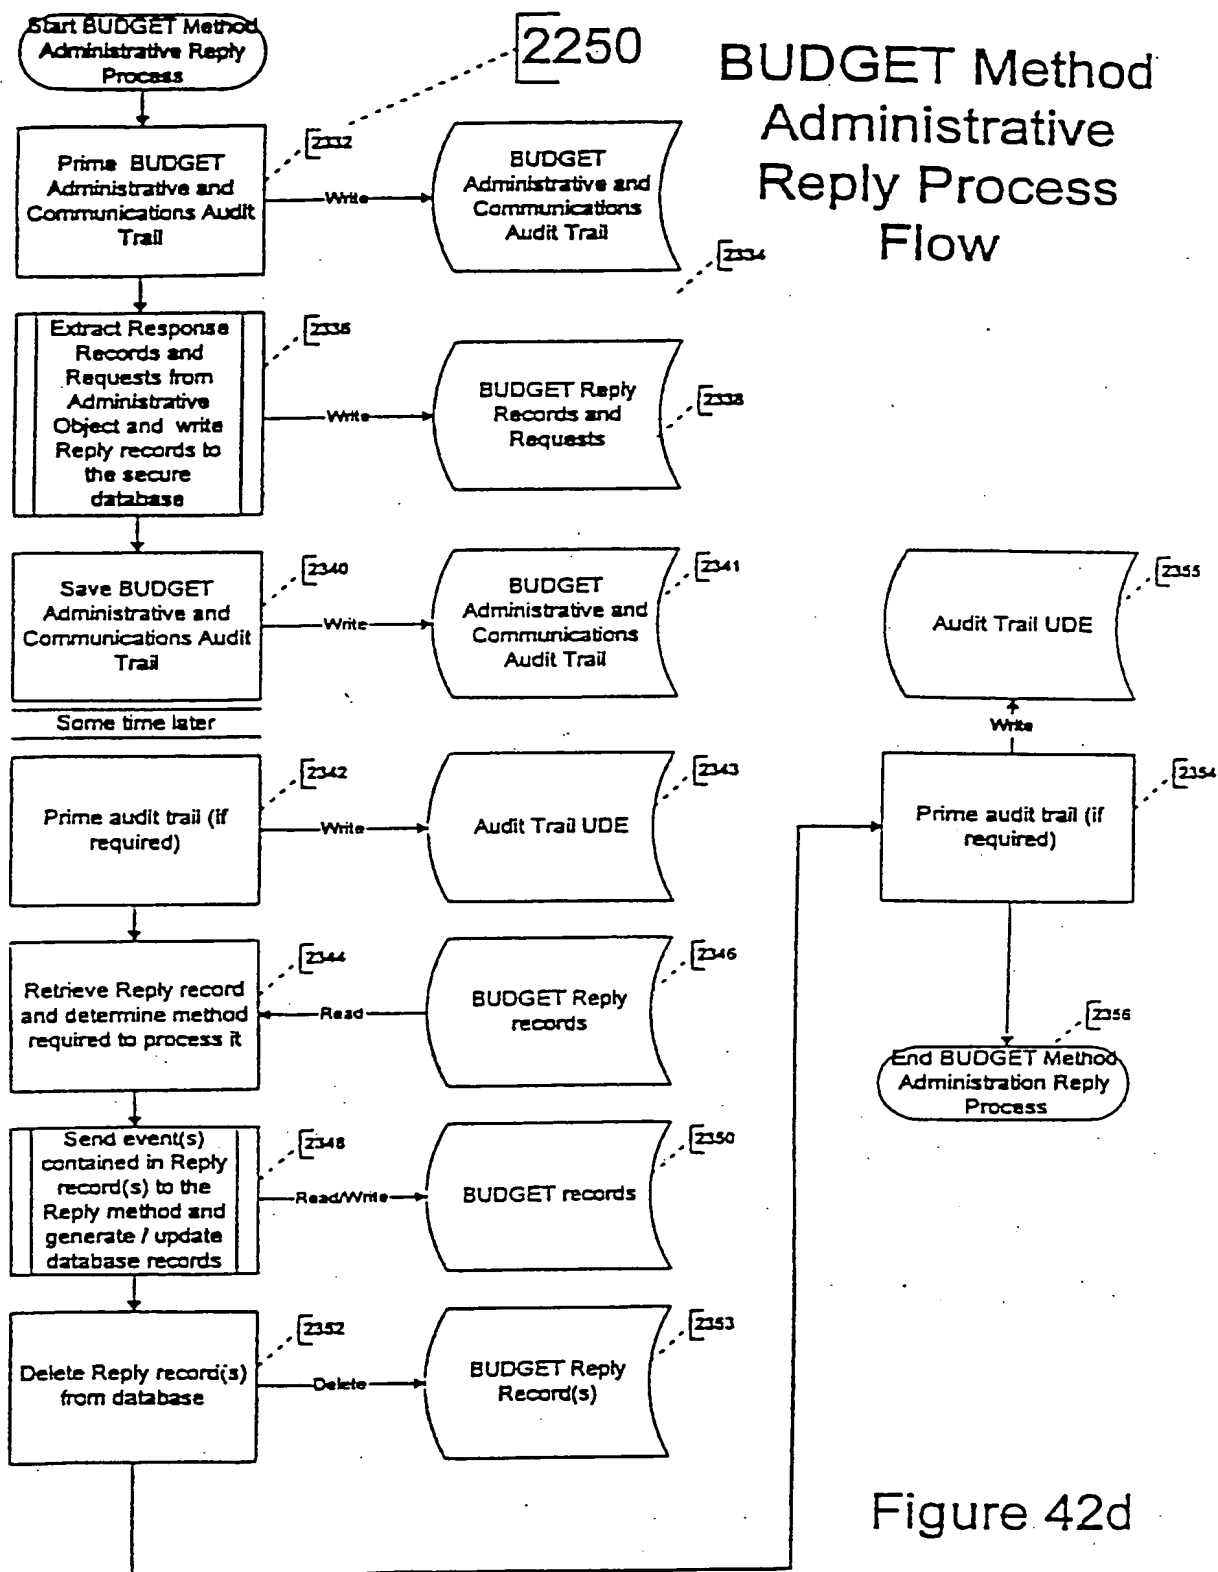 Start BUDGET Method
Administrative Reply
Process
2250
BUDGET Method
Administrative
Reply Process
Flow
Prime BUDGET
Administrative and
Communications Audit
Trail
2332
Write
BUDGET
Administrative and
Communications
Audit Trail
2334
Extract Response
Records and
Requests from
Administrative
Object and write
Reply records to
the secure
database
2336
Write
BUDGET Reply
Records and
Requests
2338
Save BUDGET
Administrative and
Communications Audit
Trail
2340
Write
BUDGET
Administrative and
Communications
Audit Trail
2341
Some time later
Prime audit trail (if
required)
2342
Write
Audit Trail UDE
2343
Retrieve Reply record
and determine method
required to process it
2344
Read
BUDGET Reply
records
2346
Send event(s)
contained in Reply
record(s) to the
Reply method and
generate / update
database records
2348
Read/Write
BUDGET records
2350
Delete Reply record(s)
from database
2352
Delete
BUDGET Reply
Record(s)
2353
Audit Trail UDE
2355
Write
Prime audit trail (if
required)
2354
End BUDGET Method
Administration Reply
Process
2356
Figure 42d